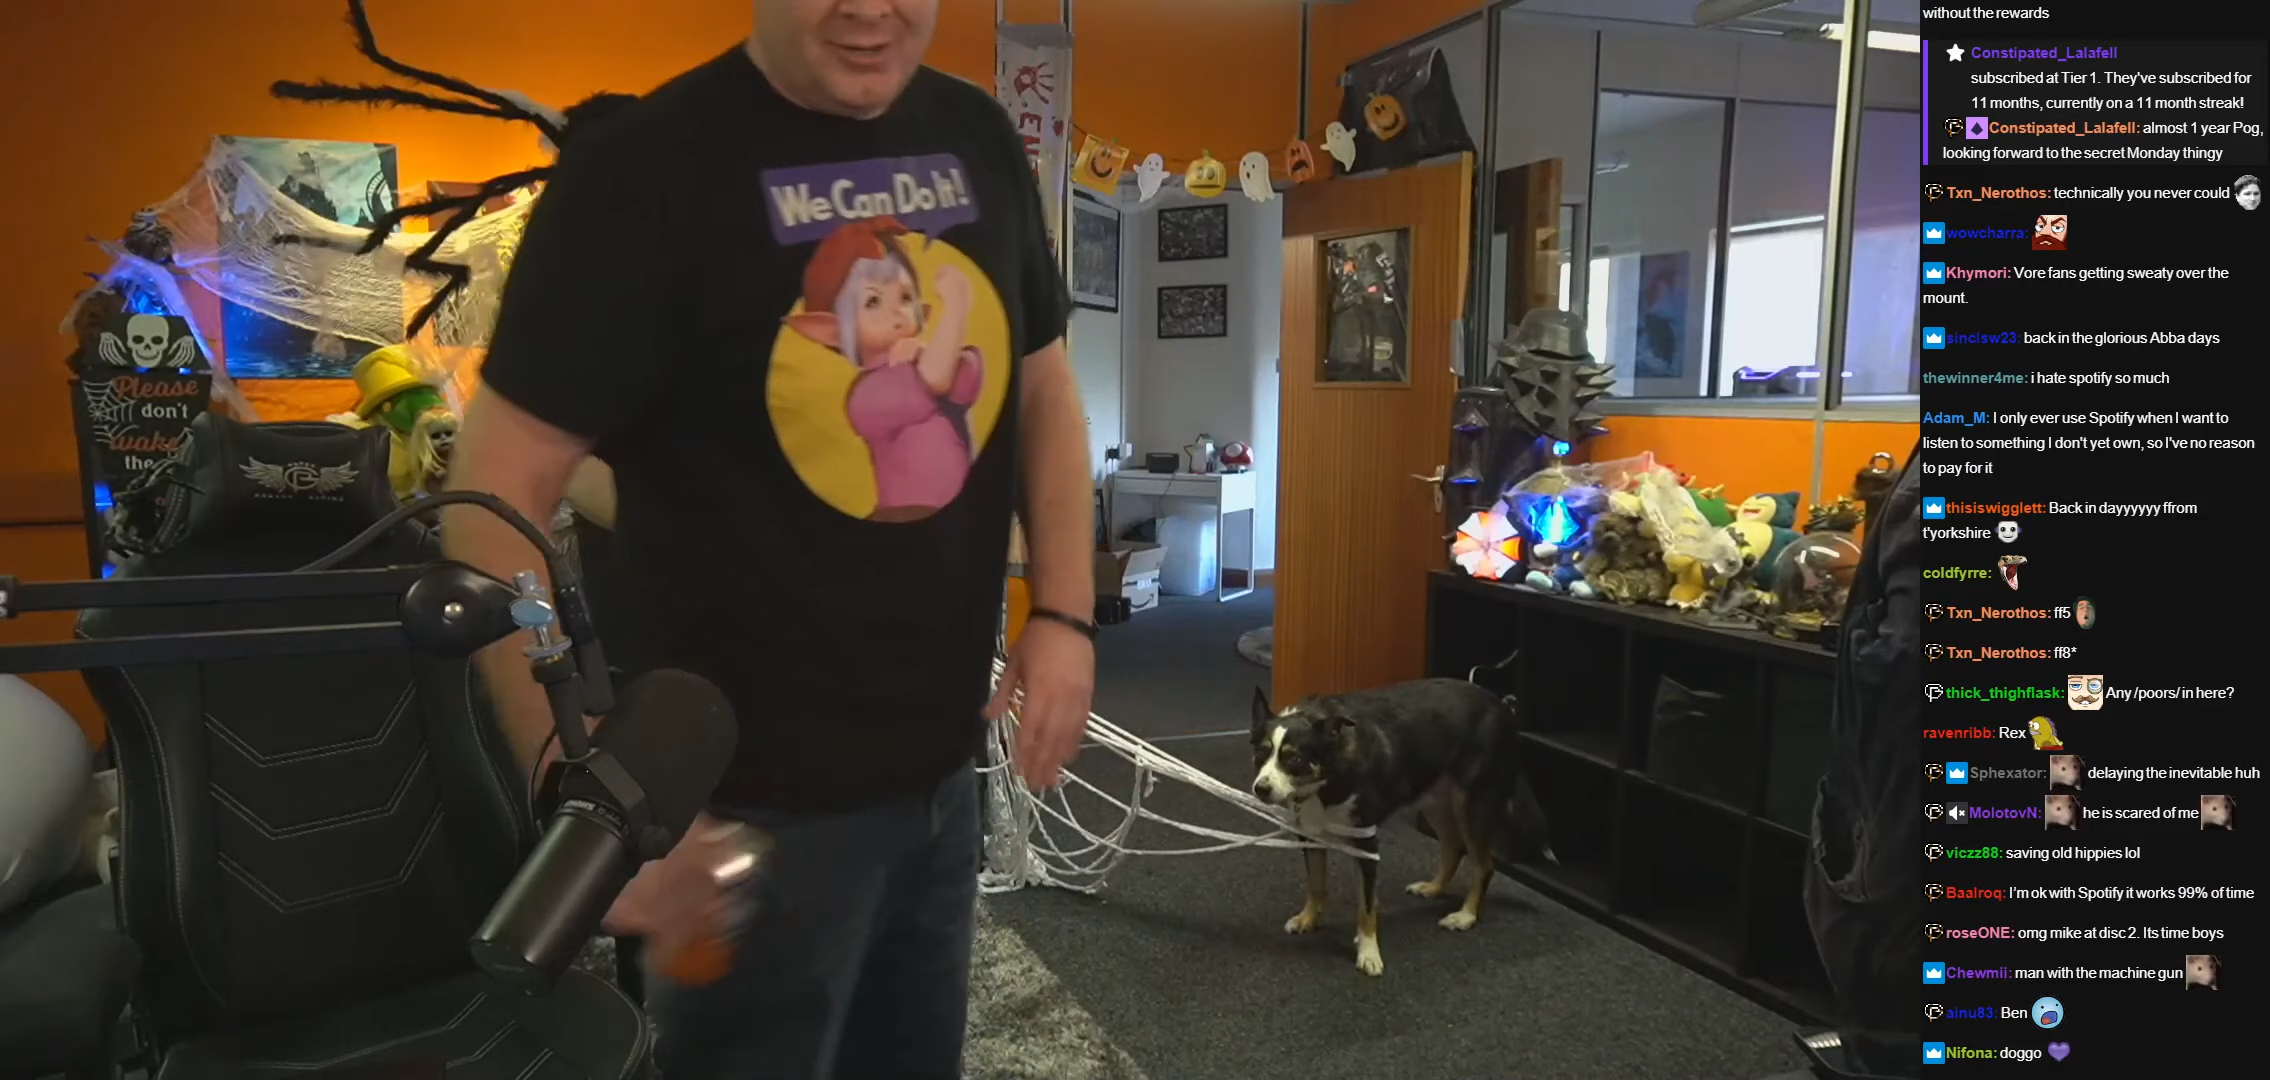 We Can Do It!
Please
don't
wake
the
without the rewards
Constipated_Lalafell
subscribed at Tier 1. They've subscribed for
11 months, currently on a 11 month streak!
Constipated_Lalafell: almost 1 year Pog,
looking forward to the secret Monday thingy
Txn_Nerothos: technically you never could
wowcharra:
Khymori: Vore fans getting sweaty over the
mount.
sinclsw23: back in the glorious Abba days
thewinner4me: i hate spotify so much
Adam_M: I only ever use Spotify when I want to
listen to something I don't yet own, so I've no reason
to pay for it
thisiswigglett: Back in dayyyyyy ffrom
t'yorkshire
coldfyrre:
Txn_Nerothos: ff5
Txn_Nerothos: ff8*
thick_thighflask: Any /poors/ in here?
ravenribb: Rex
Sphexator: delaying the inevitable huh
MolotovN: he is scared of me
viczz88: saving old hippies lol
Baalroq: I'm ok with Spotify it works 99% of time
roseONE: omg mike at disc 2. Its time boys
Chewmii: man with the machine gun
ainu83: Ben
Nifona: doggo